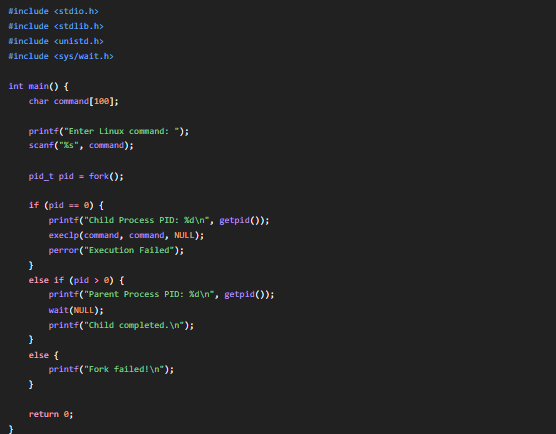 #include <stdio.h>
#include <stdlib.h>
#include <unistd.h>
#include <sys/wait.h>

int main() {
    char command[100];

    printf("Enter Linux command: ");
    scanf("%s", command);

    pid_t pid = fork();

    if (pid == 0) {
        printf("Child Process PID: %d\n", getpid());
        execlp(command, command, NULL);
        perror("Execution Failed");
    }
    else if (pid > 0) {
        printf("Parent Process PID: %d\n", getpid());
        wait(NULL);
        printf("Child completed.\n");
    }
    else {
        printf("Fork failed!\n");
    }

    return 0;
}